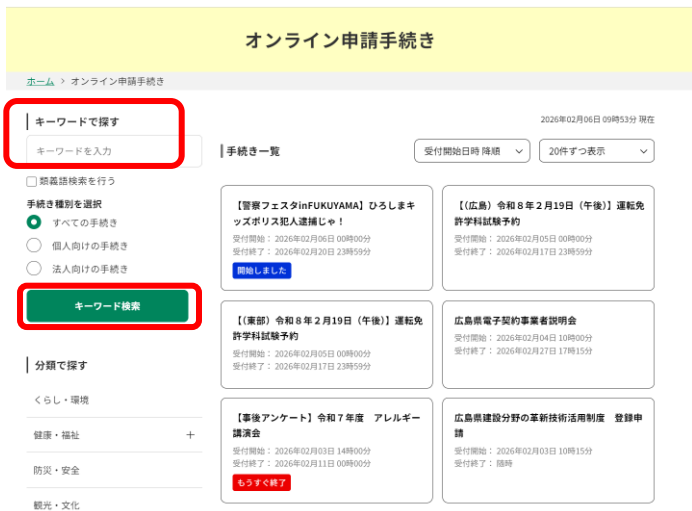 オンライン申請手続き
ホーム > オンライン申請手続き
キーワードで探す
キーワードを入力
類義語検索を行う
手続き種別を選択
すべての手続き
個人向けの手続き
法人向けの手続き
キーワード検索
分類で探す
くらし・環境
健康・福祉 +
防災・安全
観光・文化
2026年02月06日 09時53分 現在
手続き一覧
受付開始日時 降順
20件ずつ表示
【警察フェスタinFUKUYAMA】ひろしまキ
ッズポリス犯人逮捕じゃ！
受付開始：2026年02月06日 00時00分
受付終了：2026年02月20日 23時59分
開始しました
【(広島）令和８年２月19日（午後）】運転免
許学科試験予約
受付開始：2026年02月05日 00時00分
受付終了：2026年02月17日 23時59分
【(東部）令和８年２月19日（午後）】運転免
許学科試験予約
受付開始：2026年02月05日 00時00分
受付終了：2026年02月17日 23時59分
広島県電子契約事業者説明会
受付開始：2026年02月04日 10時00分
受付終了：2026年02月27日 17時15分
【事後アンケート】令和７年度　アレルギー
講演会
受付開始：2026年02月03日 14時00分
受付終了：2026年02月11日 00時00分
もうすぐ終了
広島県建設分野の革新技術活用制度　登録申
請
受付開始：2026年02月03日 10時15分
受付終了：随時